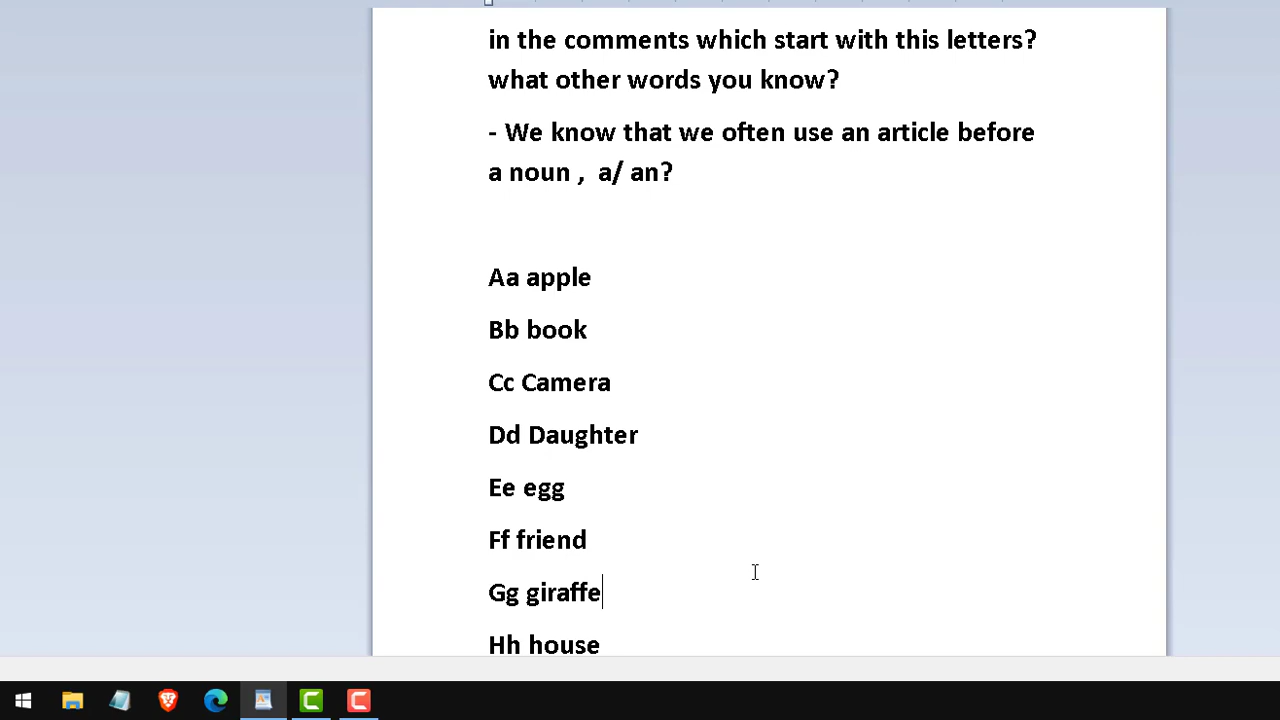 in the comments which start with this letters?
what other words you know?
- We know that we often use an article before
a noun ,  a/ an?
Aa apple
Bb book
Cc Camera
Dd Daughter
Ee egg
Ff friend
Gg giraffe
Hh house